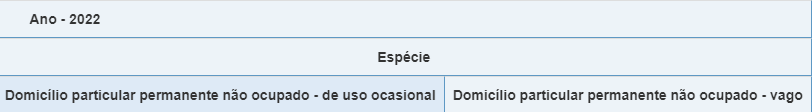 Ano - 2022
Espécie
Domicílio particular permanente não ocupado - de uso ocasional
Domicílio particular permanente não ocupado - vago